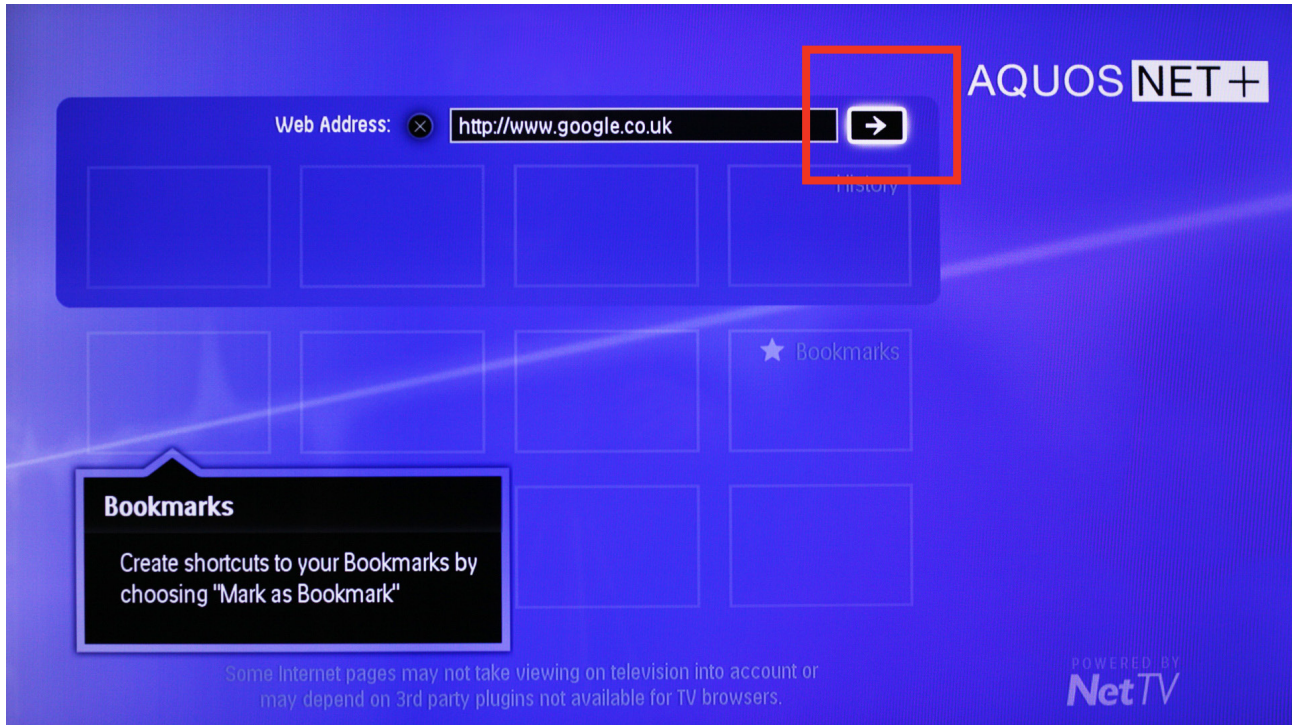 AQUOS NET+
Web Address: http://www.google.co.uk
History
Bookmarks
Bookmarks
Create shortcuts to your Bookmarks by
choosing "Mark as Bookmark"
Some Internet pages may not take viewing on television into account or
may depend on 3rd party plugins not available for TV browsers.
POWERED BY
NetTV